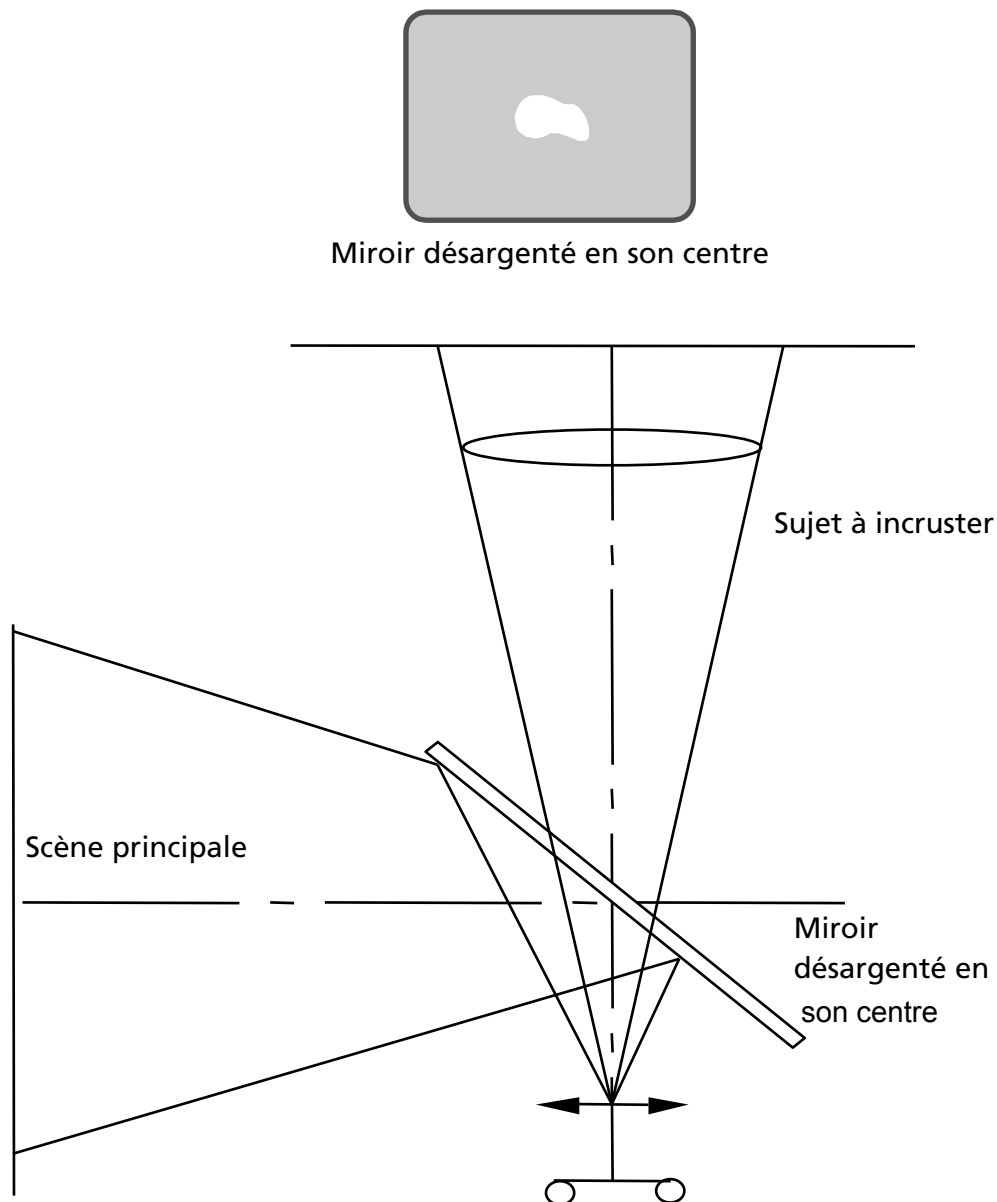 Miroir désargenté en son centre
Sujet à incruster
Scène principale
Miroir
désargenté en
son centre